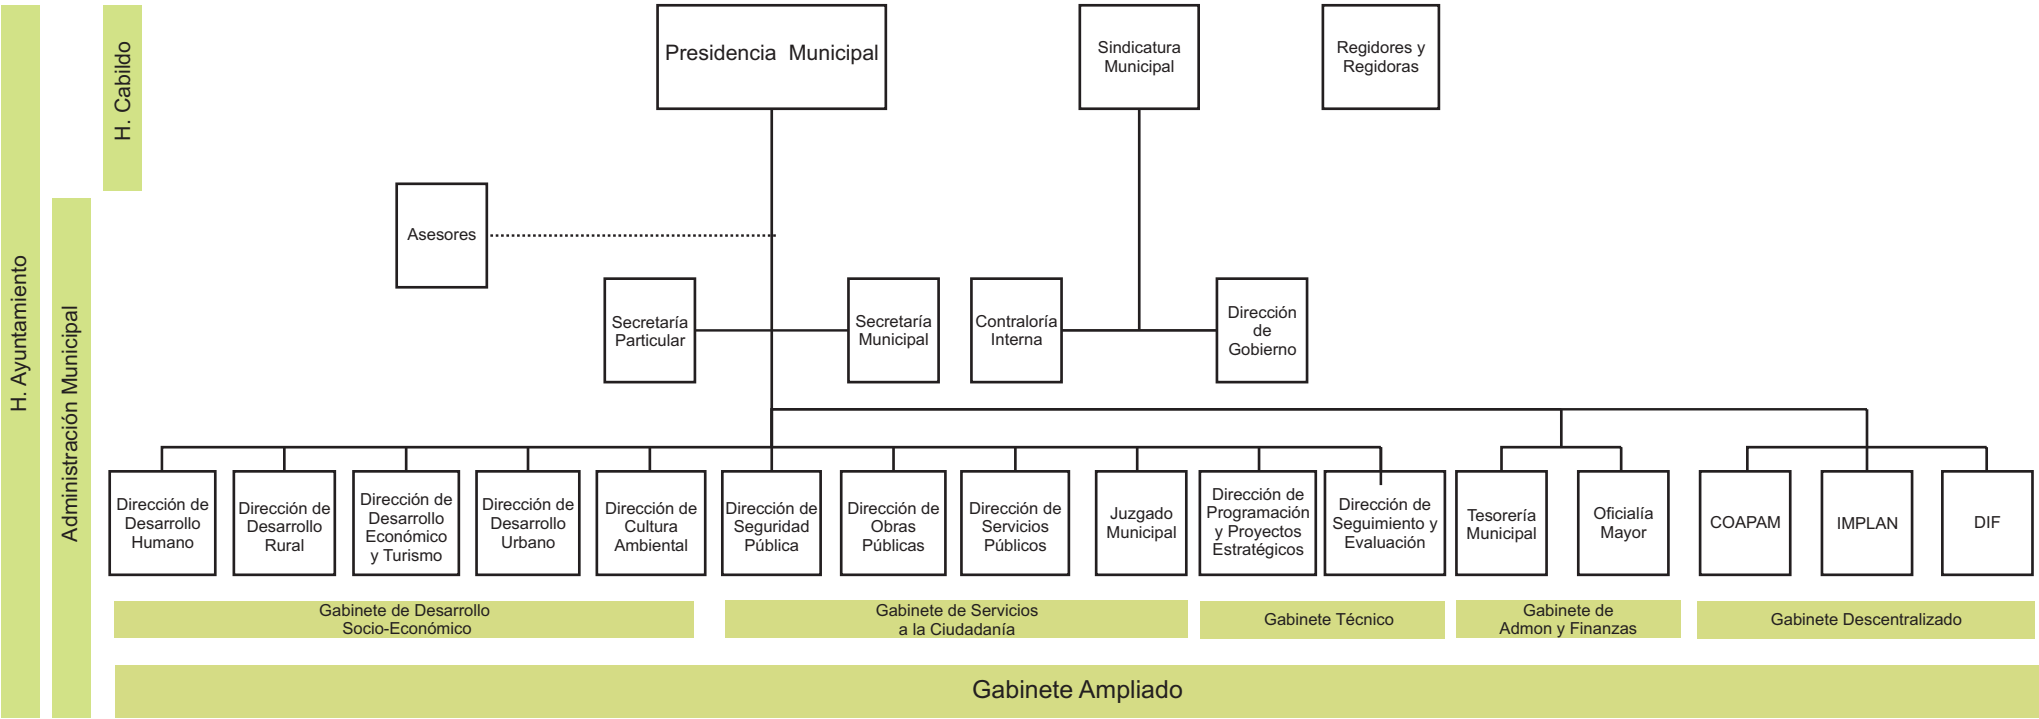 H. Ayuntamiento
Administración Municipal
H. Cabildo
Presidencia Municipal
Sindicatura
Municipal
Regidores y
Regidoras
Asesores
Secretaría
Particular
Secretaría
Municipal
Contraloría
Interna
Dirección
de
Gobierno
Dirección de
Desarrollo
Humano
Dirección de
Desarrollo
Rural
Dirección de
Desarrollo
Económico
y Turismo
Dirección de
Desarrollo
Urbano
Dirección de
Cultura
Ambiental
Dirección de
Seguridad
Pública
Dirección de
Obras
Públicas
Dirección de
Servicios
Públicos
Juzgado
Municipal
Dirección de
Programación
y Proyectos
Estratégicos
Dirección de
Seguimiento y
Evaluación
Tesorería
Municipal
Oficialía
Mayor
COAPAM
IMPLAN
DIF
Gabinete de Desarrollo
Socio-Económico
Gabinete de Servicios
a la Ciudadanía
Gabinete Técnico
Gabinete de
Admon y Finanzas
Gabinete Descentralizado
Gabinete Ampliado